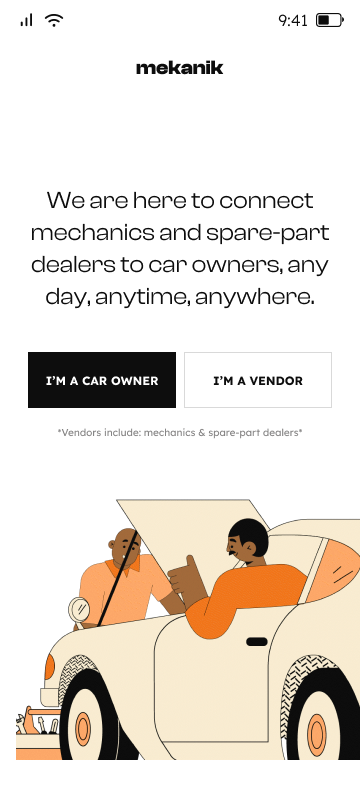 9:41
mekanik
We are here to connect
mechanics and spare-part
dealers to car owners, any
day, anytime, anywhere.
I’M A CAR OWNER
I’M A VENDOR
*Vendors include: mechanics & spare-part dealers*